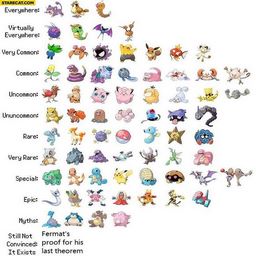 STARECAT.COM
Everywhere:
Virtually
Everywhere:
Very Common:
Common:
Uncommon:
Ununcommon:
Rare:
Very Rare:
Special:
Epic:
Myths:
Still Not
Convinced
It Exists:
Fermat's
proof for his
last theorem